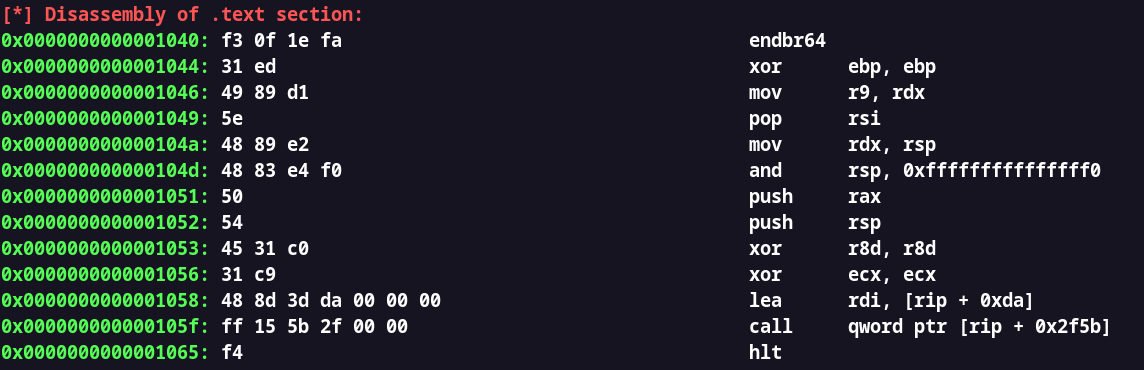 [*] Disassembly of .text section:
0x0000000000001040: f3 0f 1e fa endbr64
0x0000000000001044: 31 ed xor ebp, ebp
0x0000000000001046: 49 89 d1 mov r9, rdx
0x0000000000001049: 5e pop rsi
0x000000000000104a: 48 89 e2 mov rdx, rsp
0x000000000000104d: 48 83 e4 f0 and rsp, 0xfffffffffffffff0
0x0000000000001051: 50 push rax
0x0000000000001052: 54 push rsp
0x0000000000001053: 45 31 c0 xor r8d, r8d
0x0000000000001056: 31 c9 xor ecx, ecx
0x0000000000001058: 48 8d 3d da 00 00 00 lea rdi, [rip + 0xda]
0x000000000000105f: ff 15 5b 2f 00 00 call qword ptr [rip + 0x2f5b]
0x0000000000001065: f4 hlt